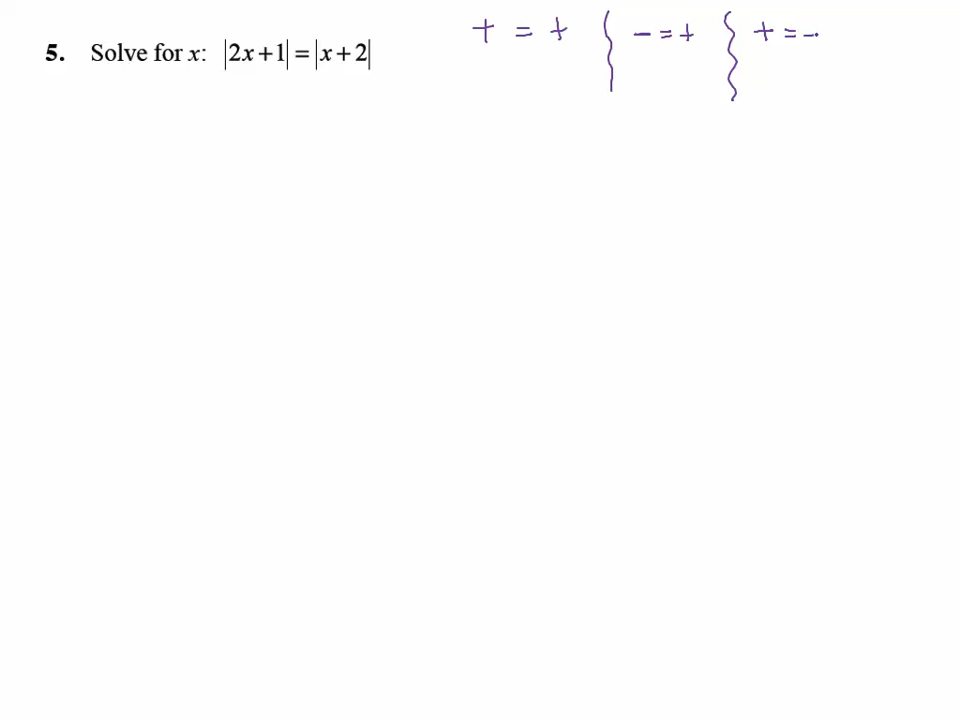 + = + - = + + = -
5. Solve for x: |2x+1|=|x+2|